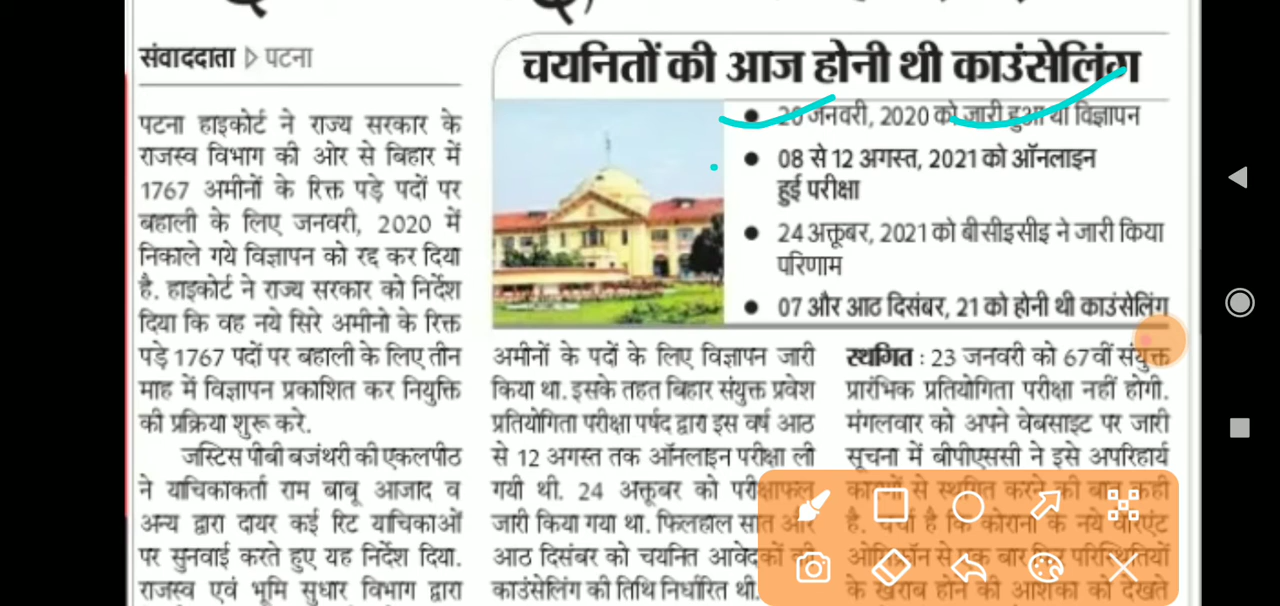 संवाददाता ▷ पटना
पटना हाइकोर्ट ने राज्य सरकार के
राजस्व विभाग की ओर से बिहार में
1767 अमीनों के रिक्त पड़े पदों पर
बहाली के लिए जनवरी, 2020 में
निकाले गये विज्ञापन को रद्द कर दिया
है. हाइकोर्ट ने राज्य सरकार को निर्देश
दिया कि वह नये सिरे अमीनो के रिक्त
पड़े 1767 पदों पर बहाली के लिए तीन
माह में विज्ञापन प्रकाशित कर नियुक्ति
की प्रक्रिया शुरू करे.
जस्टिस पीबी बजंथरी की एकलपीठ
ने याचिकाकर्ता राम बाबू आजाद व
अन्य द्वारा दायर कई रिट याचिकाओं
पर सुनवाई करते हुए यह निर्देश दिया.
राजस्व एवं भूमि सुधार विभाग द्वारा
चयनितों की आज होनी थी काउंसेलिंग
● 20 जनवरी, 2020 को जारी हुआ था विज्ञापन
● 08 से 12 अगस्त, 2021 को ऑनलाइन
हुई परीक्षा
● 24 अक्तूबर, 2021 को बीसीइसीइ ने जारी किया
परिणाम
● 07 और आठ दिसंबर, 21 को होनी थी काउंसेलिंग
अमीनों के पदों के लिए विज्ञापन जारी
किया था. इसके तहत बिहार संयुक्त प्रवेश
प्रतियोगिता परीक्षा पर्षद द्वारा इस वर्ष आठ
से 12 अगस्त तक ऑनलाइन परीक्षा ली
गयी थी. 24 अक्तूबर को परीक्षाफल
जारी किया गया था. फिलहाल सात और
आठ दिसंबर को चयनित आवेदकों की
काउंसेलिंग की तिथि निर्धारित थी.
स्थगित : 23 जनवरी को 67वीं संयुक्त
प्रारंभिक प्रतियोगिता परीक्षा नहीं होगी.
मंगलवार को अपने वेबसाइट पर जारी
सूचना में बीपीएससी ने इसे अपरिहार्य
कारणों से स्थगित करने की बात कही
है. चर्चा है कि कोरोना के नये वेरिएंट
ओमिक्रॉन से एक बार फिर परिस्थितियों
के खराब होने की आशंका को देखते